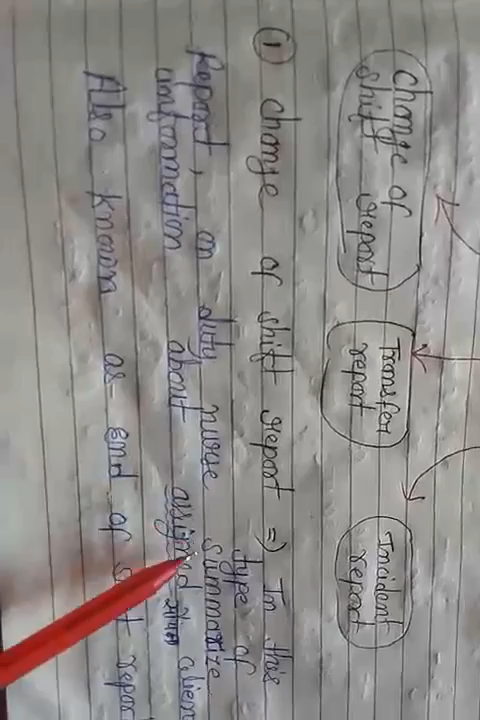 Change of shift report
Transfer report
Incident report
① Change of shift report ⇒ In this type of
Report, on duty nurse summarize
information about assigned
Also known as end of